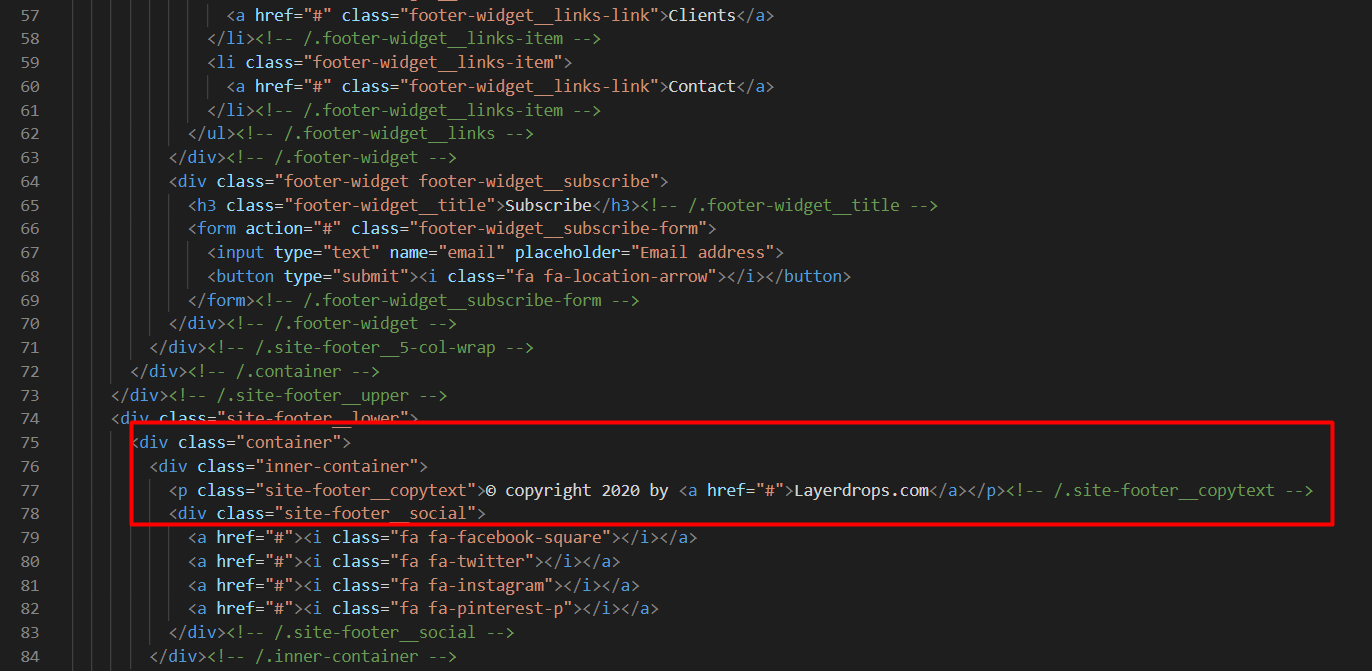 57 <a href="#" class="footer-widget__links-link">Clients</a>
58 </li><!-- /.footer-widget__links-item -->
59 <li class="footer-widget__links-item">
60 <a href="#" class="footer-widget__links-link">Contact</a>
61 </li><!-- /.footer-widget__links-item -->
62 </ul><!-- /.footer-widget__links -->
63 </div><!-- /.footer-widget -->
64 <div class="footer-widget footer-widget__subscribe">
65 <h3 class="footer-widget__title">Subscribe</h3><!-- /.footer-widget__title -->
66 <form action="#" class="footer-widget__subscribe-form">
67 <input type="text" name="email" placeholder="Email address">
68 <button type="submit"><i class="fa fa-location-arrow"></i></button>
69 </form><!-- /.footer-widget__subscribe-form -->
70 </div><!-- /.footer-widget -->
71 </div><!-- /.site-footer__5-col-wrap -->
72 </div><!-- /.container -->
73 </div><!-- /.site-footer__upper -->
74 <div class="site-footer__lower">
75 <div class="container">
76 <div class="inner-container">
77 <p class="site-footer__copytext">© copyright 2020 by <a href="#">Layerdrops.com</a></p><!-- /.site-footer__copytext -->
78 <div class="site-footer__social">
79 <a href="#"><i class="fa fa-facebook-square"></i></a>
80 <a href="#"><i class="fa fa-twitter"></i></a>
81 <a href="#"><i class="fa fa-instagram"></i></a>
82 <a href="#"><i class="fa fa-pinterest-p"></i></a>
83 </div><!-- /.site-footer__social -->
84 </div><!-- /.inner-container -->